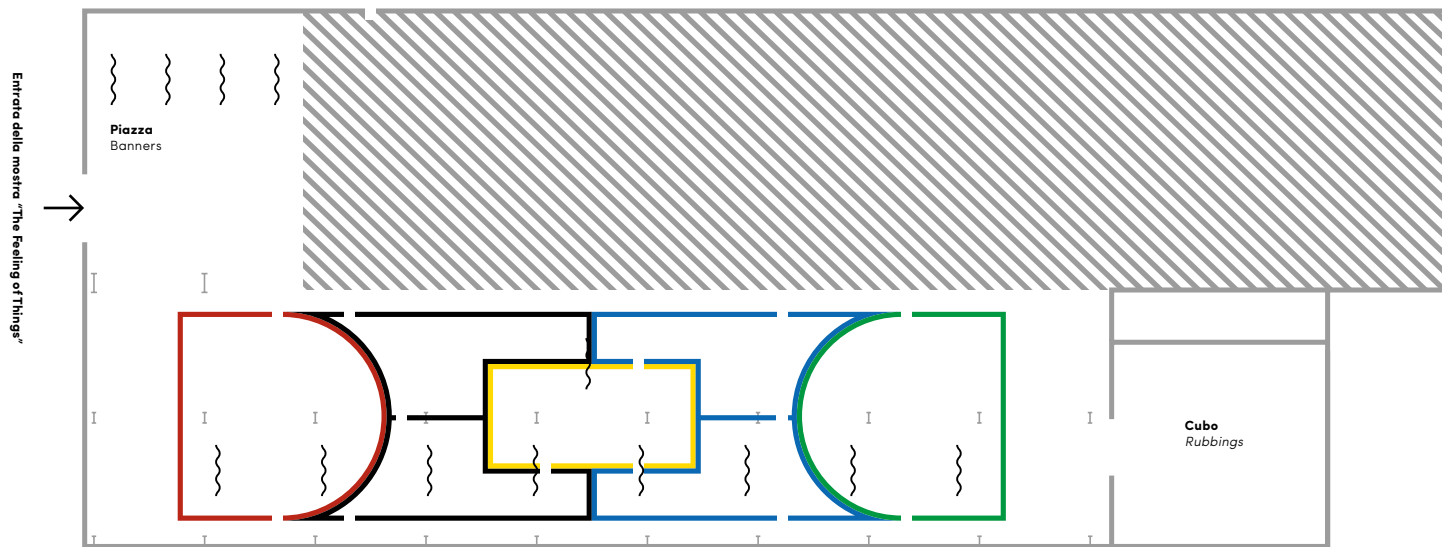 Entrata della mostra “The Feeling of Things”
Piazza
Banners
Cubo
Rubbings